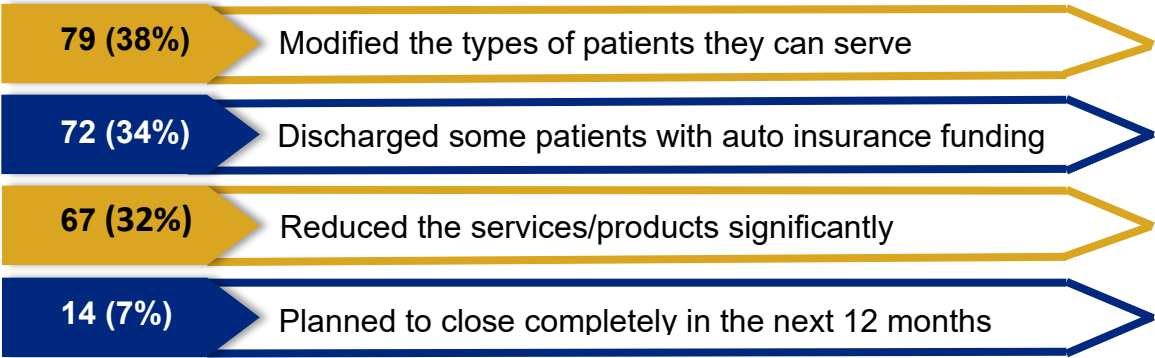 79 (38%) Modified the types of patients they can serve
72 (34%) Discharged some patients with auto insurance funding
67 (32%) Reduced the services/products significantly
14 (7%) Planned to close completely in the next 12 months